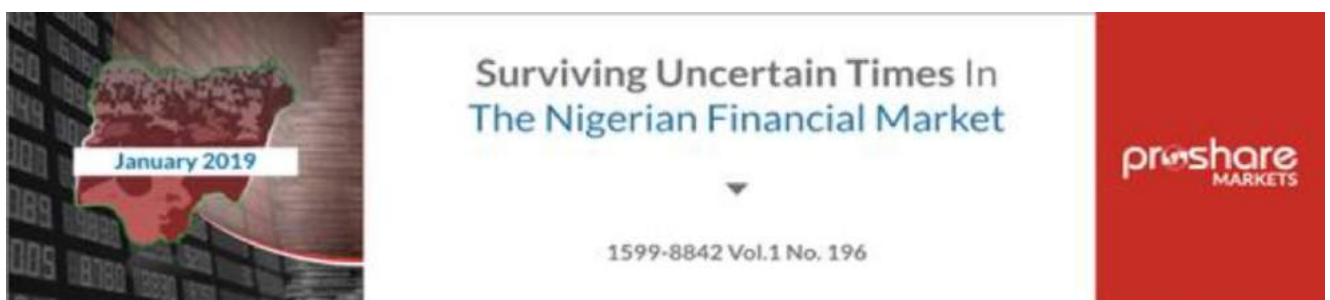 January 2019
Surviving Uncertain Times In
The Nigerian Financial Market
1599-8842 Vol.1 No. 196
proshare
MARKETS